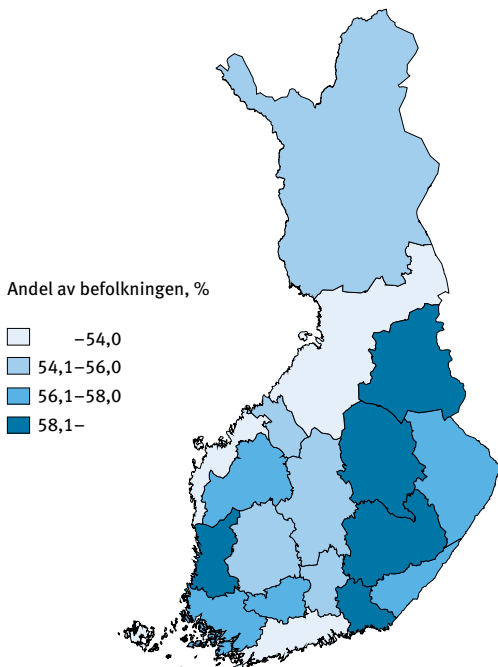 Andel av befolkningen, %
–54,0
54,1–56,0
56,1–58,0
58,1–